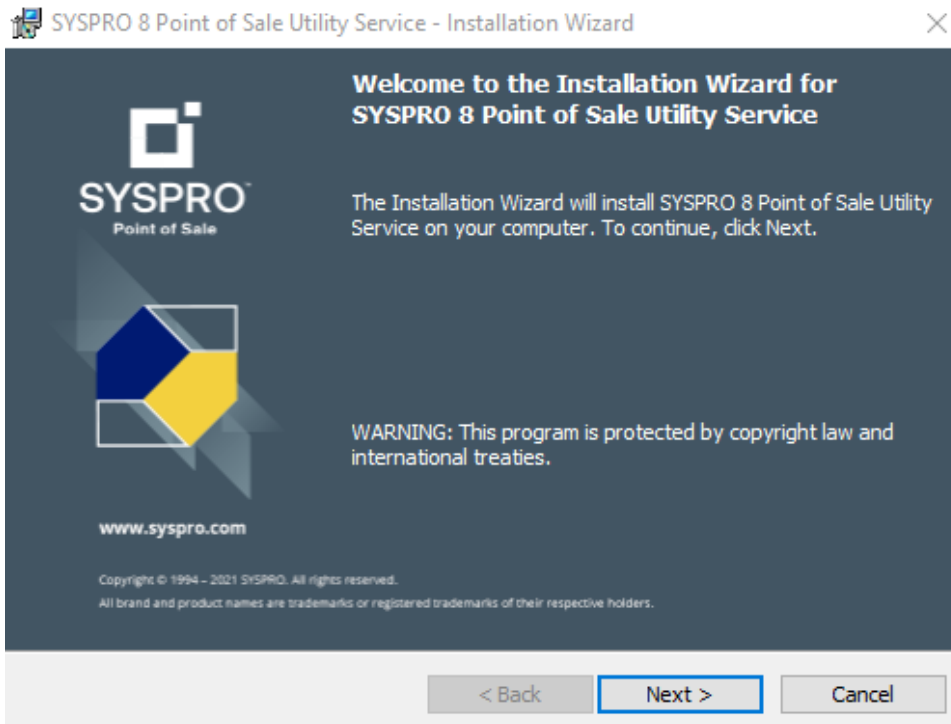 SYSPRO 8 Point of Sale Utility Service - Installation Wizard
Welcome to the Installation Wizard for
SYSPRO 8 Point of Sale Utility Service
SYSPRO™
Point of Sale
The Installation Wizard will install SYSPRO 8 Point of Sale Utility
Service on your computer. To continue, click Next.
WARNING: This program is protected by copyright law and
international treaties.
www.syspro.com
Copyright © 1994 – 2021 SYSPRO. All rights reserved.
All brand and product names are trademarks or registered trademarks of their respective holders.
< Back
Next >
Cancel